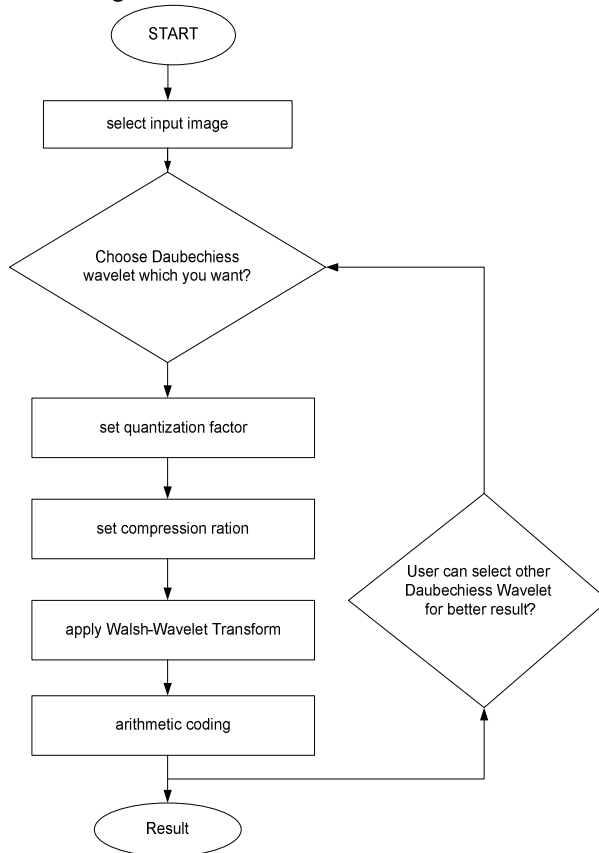 START
select input image
Choose Daubechiess
wavelet which you want?
set quantization factor
set compression ration
apply Walsh-Wavelet Transform
arithmetic coding
User can select other
Daubechiess Wavelet
for better result?
Result